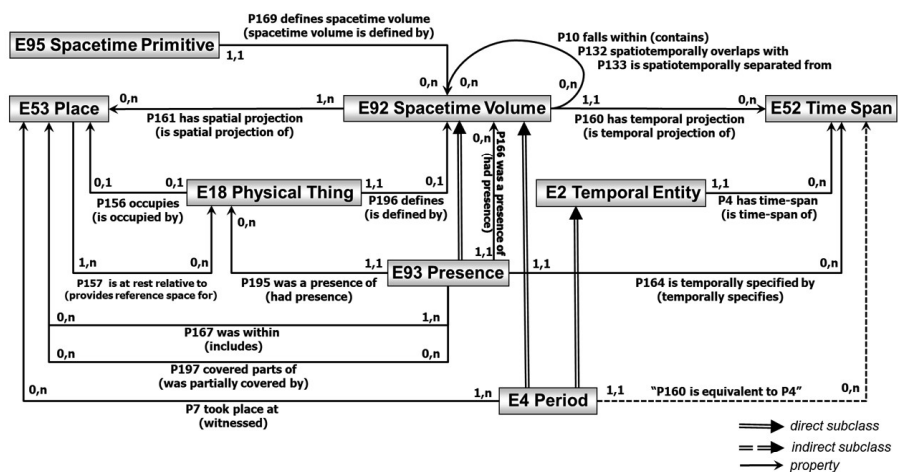 P169 defines spacetime volume
(spacetime volume is defined by)
P10 falls within (contains)
P132 spatiotemporally overlaps with
P133 is spatiotemporally separated from
E95 Spacetime Primitive
1,1
0,n
0,n
0,n
E53 Place
0,n
1,n
E92 Spacetime Volume
1,1
0,n
E52 Time Span
P161 has spatial projection
(is spatial projection of)
P160 has temporal projection
(is temporal projection of)
0,n
P166 was a presence of
(had presence)
0,1
0,1
E18 Physical Thing
1,1
0,1
E2 Temporal Entity
1,1
0,n
P156 occupies
(is occupied by)
P196 defines
(is defined by)
P4 has time-span
(is time-span of)
0,n
1,n
0,n
1,1
1,1
E93 Presence
1,1
0,n
P157 is at rest relative to
(provides reference space for)
P195 was a presence of
(had presence)
P164 is temporally specified by
(temporally specifies)
0,n
1,n
P167 was within
(includes)
0,n
0,n
P197 covered parts of
(was partially covered by)
0,n
1,n
E4 Period
1,1
“P160 is equivalent to P4”
0,n
P7 took place at
(witnessed)
direct subclass
indirect subclass
property